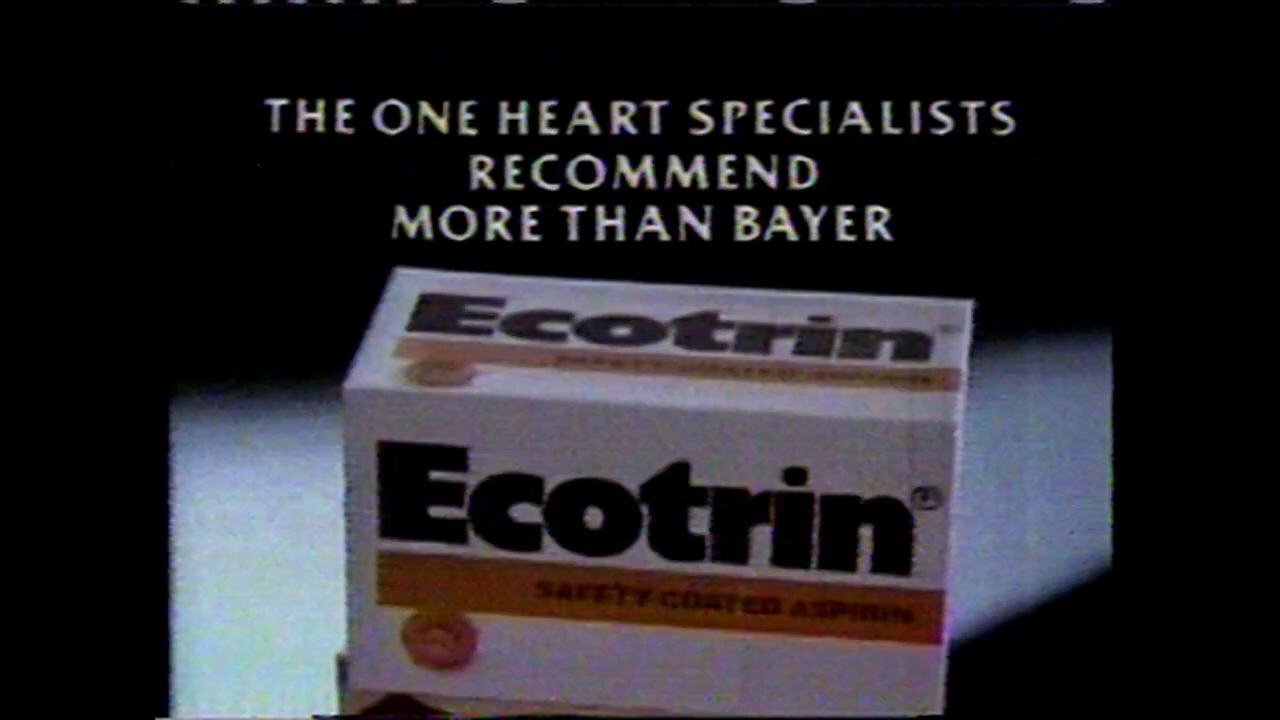 THE ONE HEART SPECIALISTS
RECOMMEND
MORE THAN BAYER
Ecotrin
Ecotrin®
SAFETY COATED ASPIRIN